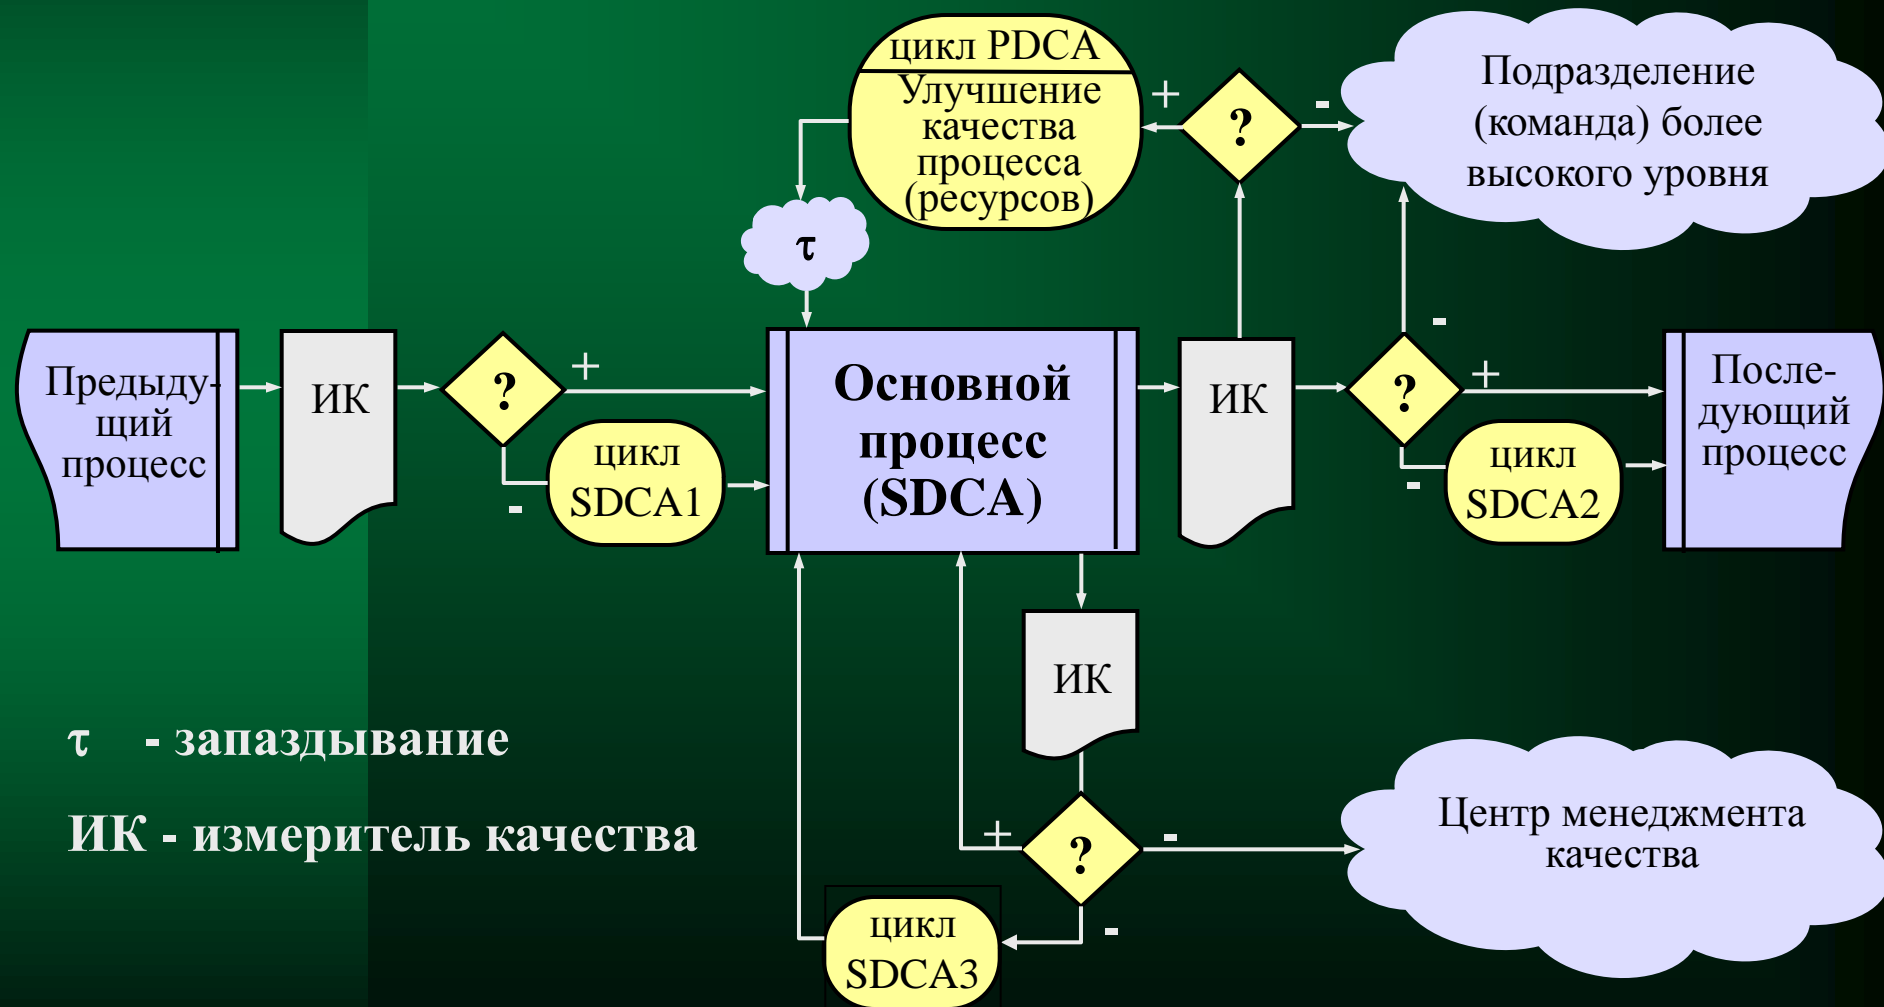 цикл PDCA
Улучшение
качества
процесса
(ресурсов)
+
?
-
Подразделение
(команда) более
высокого уровня
τ
Предыду-
щий
процесс
ИК
?
+
-
цикл
SDCA1
Основной
процесс
(SDCA)
ИК
-
?
+
-
цикл
SDCA2
После-
дующий
процесс
ИК
τ - запаздывание
ИК - измеритель качества
+
?
-
-
цикл
SDCA3
Центр менеджмента
качества